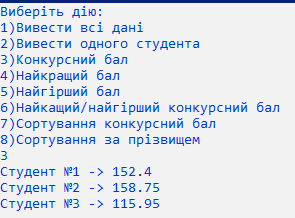 Виберіть дію:
1)Вивести всі дані
2)Вивести одного студента
3)Конкурсний бал
4)Найкращий бал
5)Найгірший бал
6)Найкащий/найгірший конкурсний бал
7)Сортування конкурсний бал
8)Сортування за прізвищем
3
Студент №1 -> 152.4
Студент №2 -> 158.75
Студент №3 -> 115.95